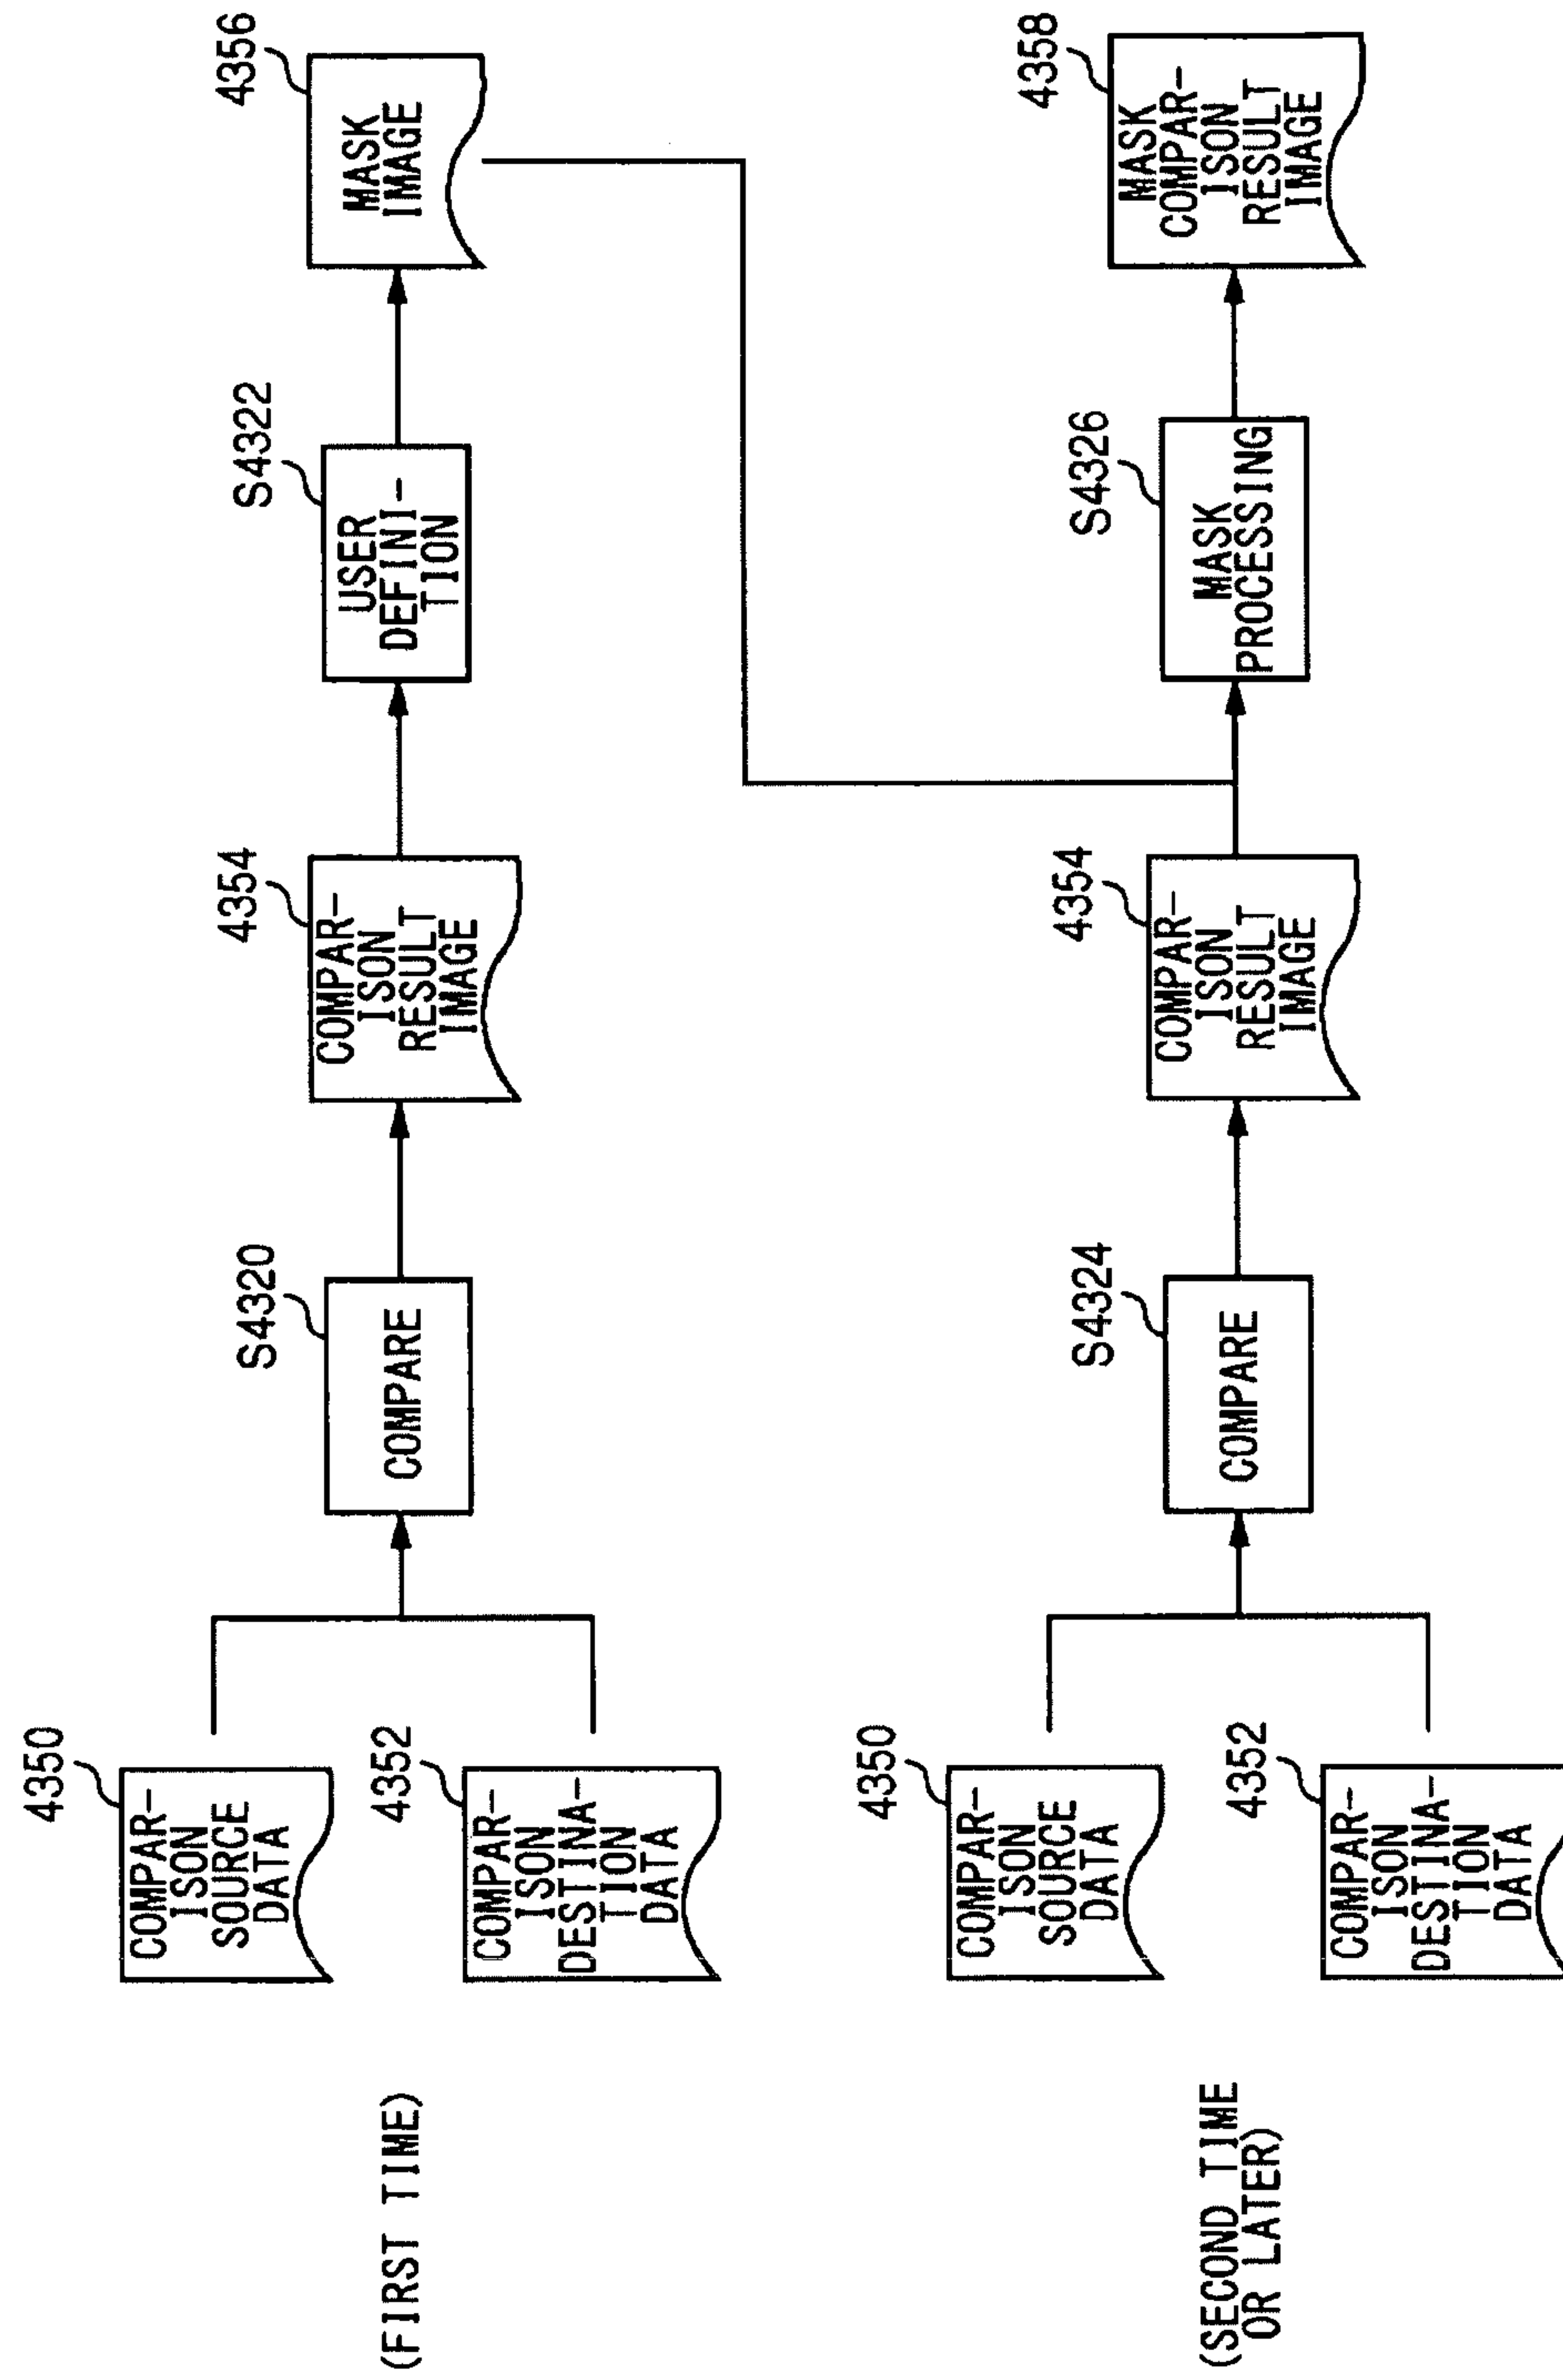 (FIRST TIME)
4350
COMPAR-
ISON
SOURCE
DATA
4352
COMPAR-
ISON
DESTINA-
TION
DATA
S4320
COMPARE
4354
COMPAR-
ISON
RESULT
IMAGE
S4322
USER
DEFINI-
TION
4356
MASK
IMAGE
(SECOND TIME
OR LATER)
4350
COMPAR-
ISON
SOURCE
DATA
4352
COMPAR-
ISON
DESTINA-
TION
DATA
S4324
COMPARE
4354
COMPAR-
ISON
RESULT
IMAGE
S4326
MASK
PROCESSING
4358
MASK
COMPAR-
ISON
RESULT
IMAGE